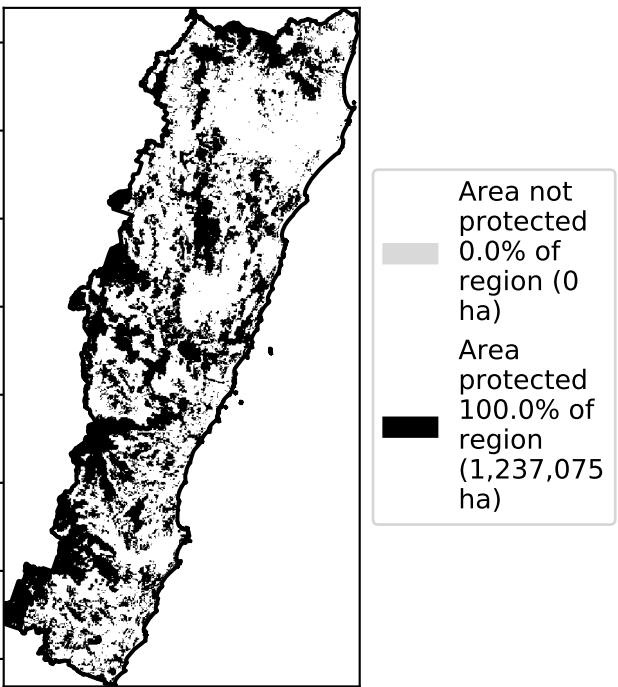 Area not
protected
0.0% of
region (0
ha)
Area
protected
100.0% of
region
(1,237,075
ha)